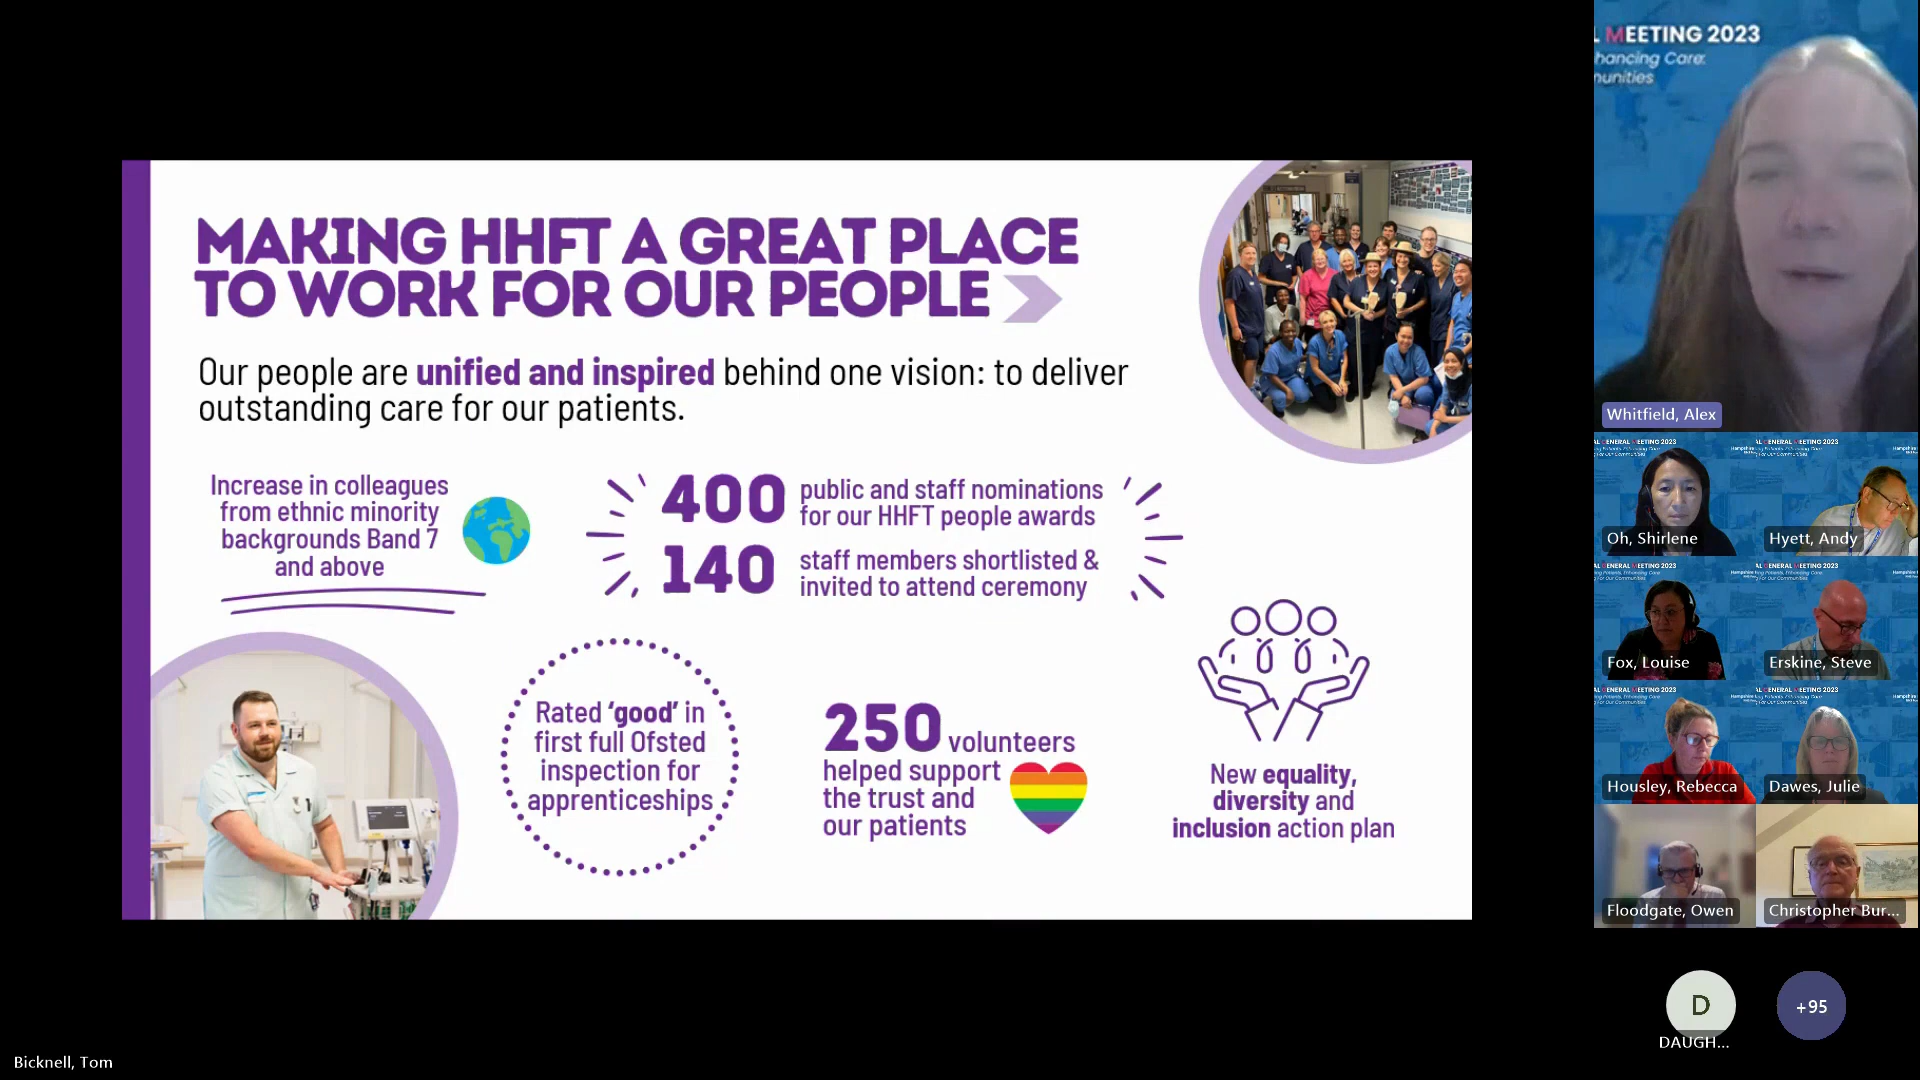 MAKING HHFT A GREAT PLACE
TO WORK FOR OUR PEOPLE
Our people are unified and inspired behind one vision: to deliver
outstanding care for our patients.
Increase in colleagues
from ethnic minority
backgrounds Band 7
and above
400 public and staff nominations
for our HHFT people awards
140 staff members shortlisted &
invited to attend ceremony
Rated ‘good’ in
first full Ofsted
inspection for
apprenticeships
250 volunteers
helped support
the trust and
our patients
New equality,
diversity and
inclusion action plan
L MEETING 2023
hancing Care:
munities
Whitfield, Alex
Oh, Shirlene
Hyett, Andy
Fox, Louise
Erskine, Steve
Housley, Rebecca
Dawes, Julie
Floodgate, Owen
Christopher Bur...
D
DAUGH...
+95
Bicknell, Tom